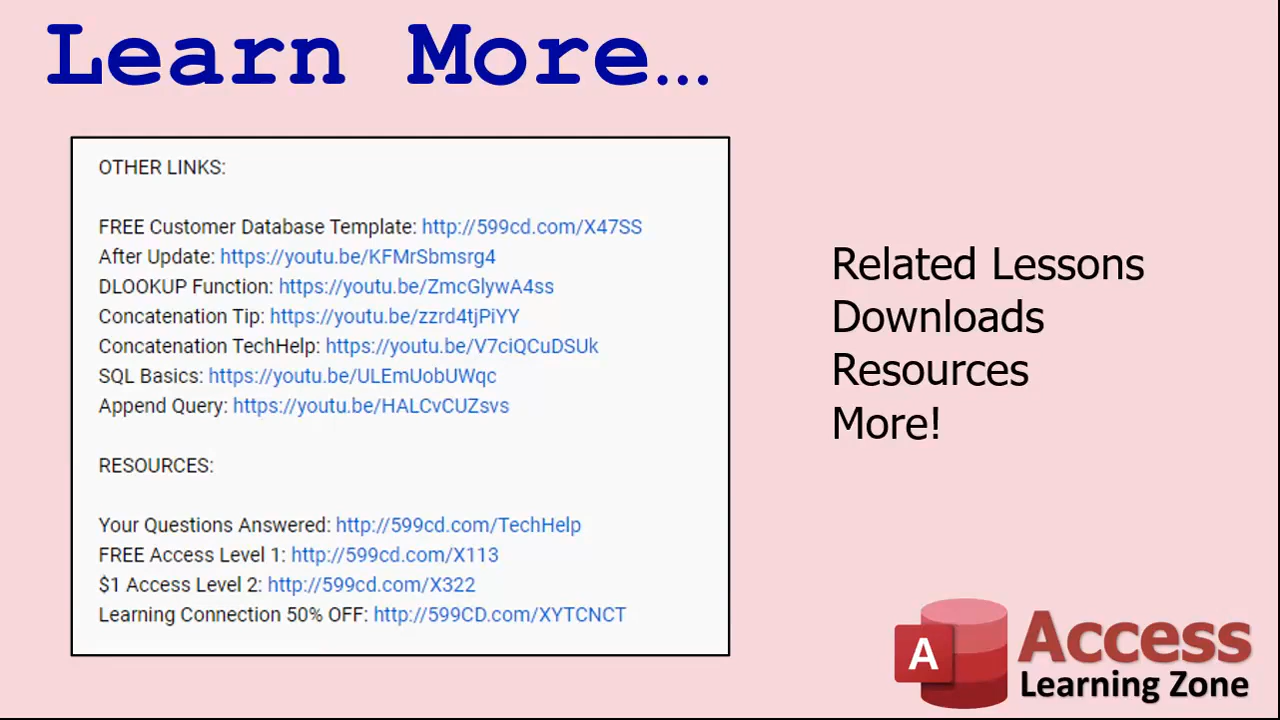 Learn More...
OTHER LINKS:
FREE Customer Database Template: http://599cd.com/X47SS
After Update: https://youtu.be/KFMrSbmsrg4
DLOOKUP Function: https://youtu.be/ZmcGlywA4ss
Concatenation Tip: https://youtu.be/zzrd4tjPiYY
Concatenation TechHelp: https://youtu.be/V7ciQCuDSUk
SQL Basics: https://youtu.be/ULEmUobUWqc
Append Query: https://youtu.be/HALCvCUZsvs
RESOURCES:
Your Questions Answered: http://599cd.com/TechHelp
FREE Access Level 1: http://599cd.com/X113
$1 Access Level 2: http://599cd.com/X322
Learning Connection 50% OFF: http://599CD.com/XYTCNCT
Related Lessons
Downloads
Resources
More!
A
Access
Learning Zone